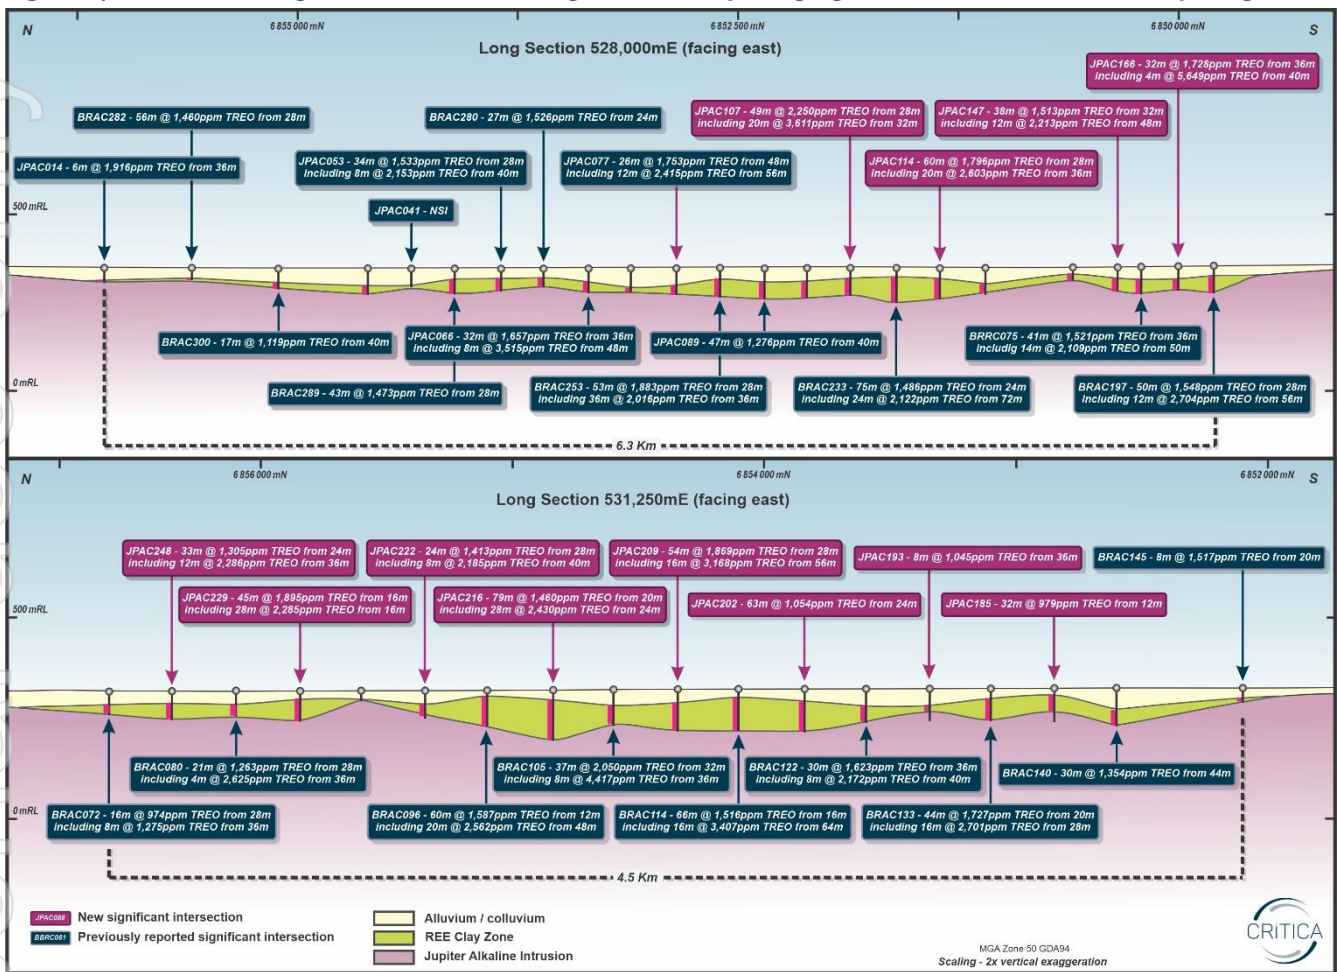 N
6 855 000 mN
6 852 500 mN
6 850 000 mN
S
Long Section 528,000mE (facing east)
JPAC166 - 32m @ 1,728ppm TREO from 36m
including 4m @ 5,649ppm TREO from 40m
BRAC282 - 56m @ 1,460ppm TREO from 28m
BRAC280 - 27m @ 1,526ppm TREO from 24m
JPAC107 - 49m @ 2,250ppm TREO from 28m
including 20m @ 3,611ppm TREO from 32m
JPAC147 - 38m @ 1,513ppm TREO from 32m
including 12m @ 2,213ppm TREO from 48m
JPAC014 - 6m @ 1,916ppm TREO from 36m
JPAC053 - 34m @ 1,533ppm TREO from 28m
including 8m @ 2,153ppm TREO from 40m
JPAC077 - 26m @ 1,753ppm TREO from 48m
including 12m @ 2,415ppm TREO from 56m
JPAC114 - 60m @ 1,796ppm TREO from 28m
including 20m @ 2,603ppm TREO from 36m
500 mRL
JPAC041 - NSI
BRAC300 - 17m @ 1,119ppm TREO from 40m
JPAC066 - 32m @ 1,657ppm TREO from 36m
including 8m @ 3,515ppm TREO from 48m
JPAC089 - 47m @ 1,276ppm TREO from 40m
BRRC075 - 41m @ 1,521ppm TREO from 36m
includig 14m @ 2,109ppm TREO from 50m
0 mRL
BRAC289 - 43m @ 1,473ppm TREO from 28m
BRAC253 - 53m @ 1,883ppm TREO from 28m
including 36m @ 2,016ppm TREO from 36m
BRAC233 - 75m @ 1,486ppm TREO from 24m
including 24m @ 2,122ppm TREO from 72m
BRAC197 - 50m @ 1,548ppm TREO from 28m
including 12m @ 2,704ppm TREO from 56m
6.3 Km
N
6 856 000 mN
6 854 000 mN
6 852 000 mN
S
Long Section 531,250mE (facing east)
JPAC248 - 33m @ 1,305ppm TREO from 24m
including 12m @ 2,286ppm TREO from 36m
JPAC222 - 24m @ 1,413ppm TREO from 28m
including 8m @ 2,185ppm TREO from 40m
JPAC209 - 54m @ 1,869ppm TREO from 28m
including 16m @ 3,168ppm TREO from 56m
JPAC193 - 8m @ 1,045ppm TREO from 36m
BRAC145 - 8m @ 1,517ppm TREO from 20m
JPAC229 - 45m @ 1,895ppm TREO from 16m
including 28m @ 2,285ppm TREO from 16m
JPAC216 - 79m @ 1,460ppm TREO from 20m
including 28m @ 2,430ppm TREO from 24m
JPAC202 - 63m @ 1,054ppm TREO from 24m
JPAC185 - 32m @ 979ppm TREO from 12m
500 mRL
BRAC080 - 21m @ 1,263ppm TREO from 28m
including 4m @ 2,625ppm TREO from 36m
BRAC105 - 37m @ 2,050ppm TREO from 32m
including 8m @ 4,417ppm TREO from 36m
BRAC122 - 30m @ 1,623ppm TREO from 36m
including 8m @ 2,172ppm TREO from 40m
BRAC140 - 30m @ 1,354ppm TREO from 44m
0 mRL
BRAC072 - 16m @ 974ppm TREO from 28m
including 8m @ 1,275ppm TREO from 36m
BRAC096 - 60m @ 1,587ppm TREO from 12m
including 20m @ 2,562ppm TREO from 48m
BRAC114 - 66m @ 1,516ppm TREO from 16m
including 16m @ 3,407ppm TREO from 64m
BRAC133 - 44m @ 1,727ppm TREO from 20m
including 16m @ 2,701ppm TREO from 28m
4.5 Km
JPAC088 New significant intersection
BBRC081 Previously reported significant intersection
Alluvium / colluvium
REE Clay Zone
Jupiter Alkaline Intrusion
MGA Zone 50 GDA94
Scaling - 2x vertical exaggeration
CRiTICA